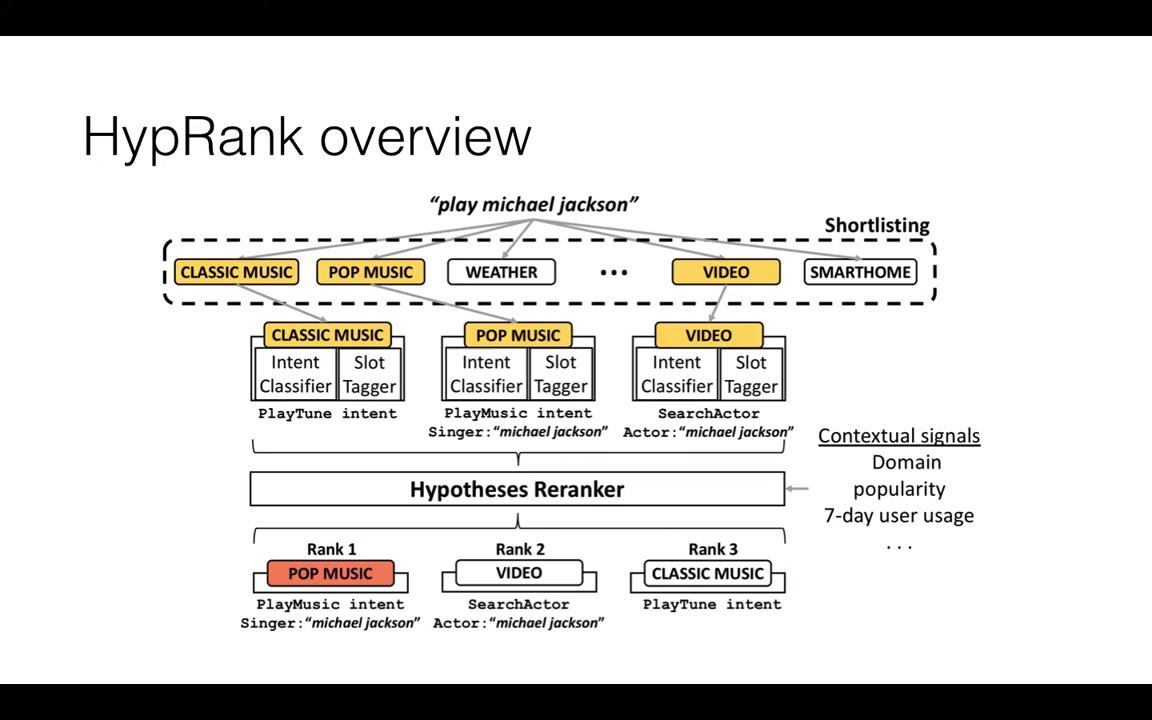 HypRank overview
“play michael jackson”
Shortlisting
CLASSIC MUSIC
POP MUSIC
WEATHER
...
VIDEO
SMARTHOME
CLASSIC MUSIC
Intent Classifier
Slot Tagger
PlayTune intent
POP MUSIC
Intent Classifier
Slot Tagger
PlayMusic intent
Singer:“michael jackson”
VIDEO
Intent Classifier
Slot Tagger
SearchActor
Actor:“michael jackson”
Contextual signals
Domain
popularity
7-day user usage
. . .
Hypotheses Reranker
Rank 1
POP MUSIC
PlayMusic intent
Singer:“michael jackson”
Rank 2
VIDEO
SearchActor
Actor:“michael jackson”
Rank 3
CLASSIC MUSIC
PlayTune intent